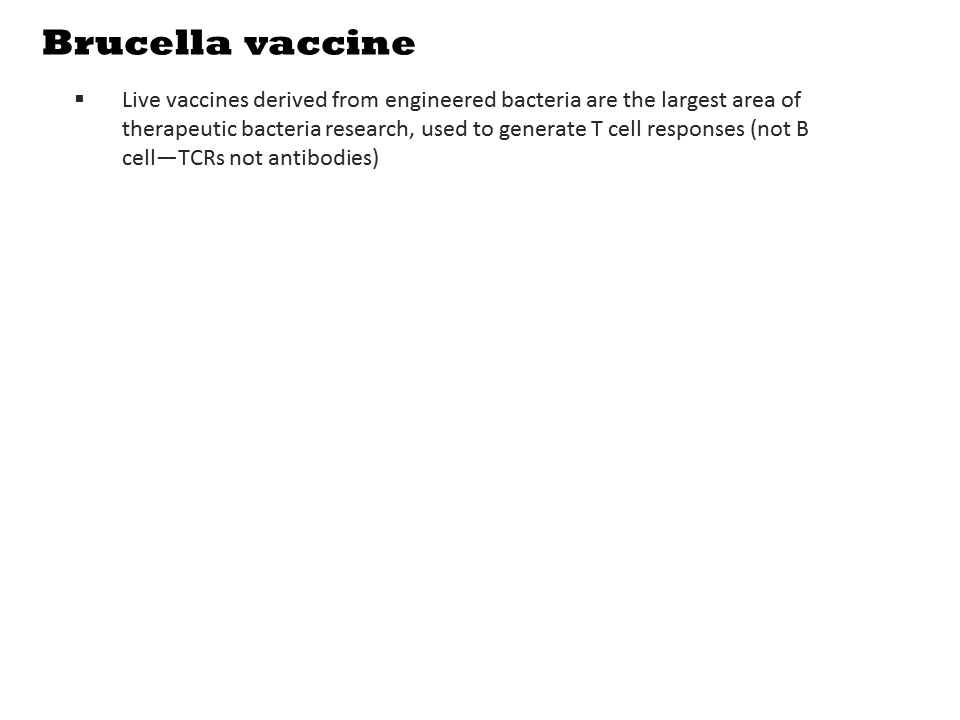 Brucella vaccine
▪ Live vaccines derived from engineered bacteria are the largest area of
therapeutic bacteria research, used to generate T cell responses (not B
cell—TCRs not antibodies)